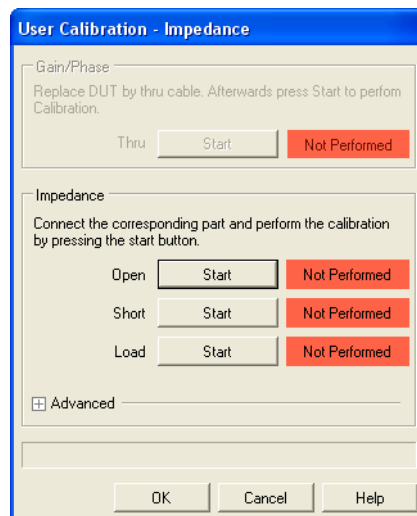 User Calibration - Impedance
Gain/Phase
Replace DUT by thru cable. Afterwards press Start to perfom
Calibration.
Thru Start Not Performed
Impedance
Connect the corresponding part and perform the calibration
by pressing the start button.
Open Start Not Performed
Short Start Not Performed
Load Start Not Performed
Advanced
OK Cancel Help